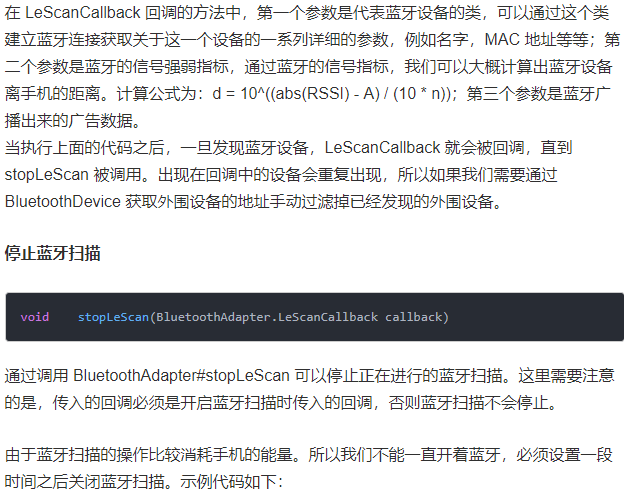 在 LeScanCallback 回调的方法中，第一个参数是代表蓝牙设备的类，可以通过这个类
建立蓝牙连接获取关于这一个设备的一系列详细的参数，例如名字，MAC 地址等等；第
二个参数是蓝牙的信号强弱指标，通过蓝牙的信号指标，我们可以大概计算出蓝牙设备
离手机的距离。计算公式为：d = 10^((abs(RSSI) - A) / (10 * n))；第三个参数是蓝牙广
播出来的广告数据。
当执行上面的代码之后，一旦发现蓝牙设备，LeScanCallback 就会被回调，直到
stopLeScan 被调用。出现在回调中的设备会重复出现，所以如果我们需要通过
BluetoothDevice 获取外围设备的地址手动过滤掉已经发现的外围设备。
停止蓝牙扫描
void    stopLeScan(BluetoothAdapter.LeScanCallback callback)
通过调用 BluetoothAdapter#stopLeScan 可以停止正在进行的蓝牙扫描。这里需要注意
的是，传入的回调必须是开启蓝牙扫描时传入的回调，否则蓝牙扫描不会停止。
由于蓝牙扫描的操作比较消耗手机的能量。所以我们不能一直开着蓝牙，必须设置一段
时间之后关闭蓝牙扫描。示例代码如下：